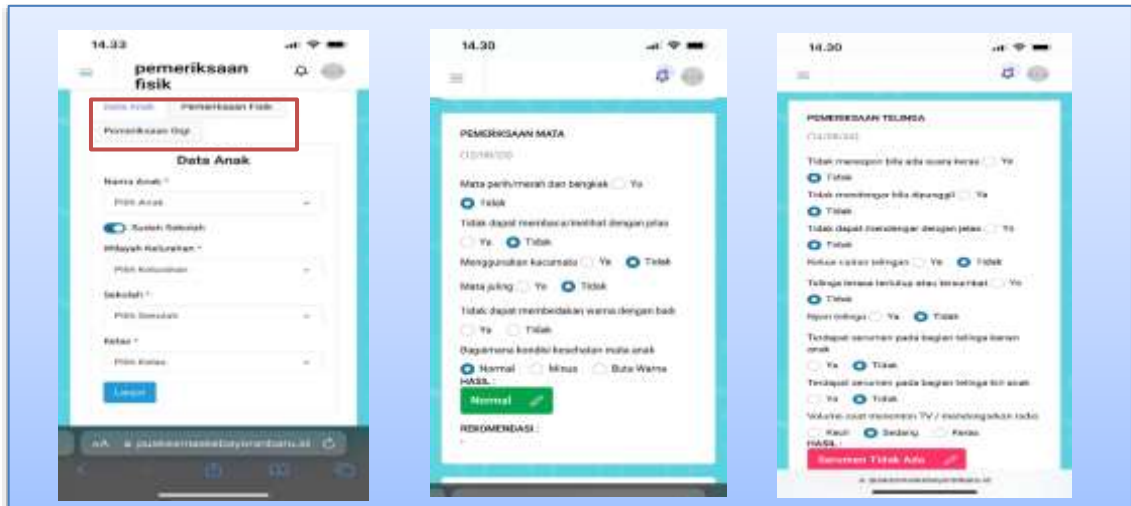 14.33
pemeriksaan
fisik
Data Anak
Pemeriksaan Fisik
Pemeriksaan Gigi
Data Anak
Nama Anak *
Pilih Anak
Sudah Sekolah
Wilayah Kelurahan *
Pilih Kelurahan
Sekolah *
Pilih Sekolah
Kelas *
Pilih Kelas
Lanjut
AA
14.30
PEMERIKSAAN MATA
Mata perih/merah dan bengkak Ya
Tidak
Tidak dapat membaca/melihat dengan jelas
Ya Tidak
Menggunakan kacamata Ya Tidak
Mata juling Ya Tidak
Tidak dapat membedakan warna dengan baik
Ya Tidak
Bagaimana kondisi kesehatan mata anak
Normal Minus Buta Warna
HASIL :
Normal
REKOMENDASI :
-
14.30
PEMERIKSAAN TELINGA
Tidak merespon bila ada suara keras Ya
Tidak
Tidak mendengar bila dipanggil Ya
Tidak
Tidak dapat mendengar dengan jelas Ya
Tidak
Keluar cairan telinga Ya Tidak
Telinga terasa tertutup atau tersumbat Ya
Tidak
Nyeri telinga Ya Tidak
Terdapat serumen pada bagian telinga kanan
anak
Ya Tidak
Terdapat serumen pada bagian telinga kiri anak
Ya Tidak
Volume saat menonton TV / mendengarkan radio
Kecil Sedang Keras
HASIL :
Serumen Tidak Ada